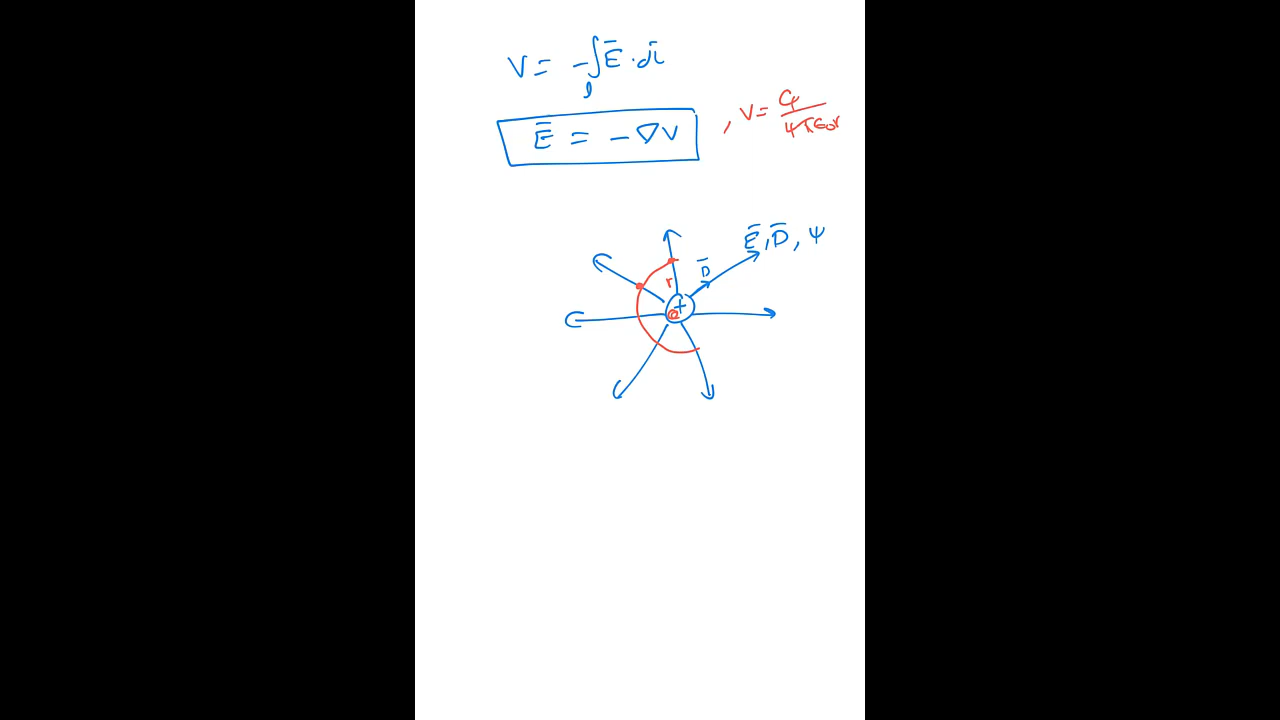 V = -∫ Ē · dl̄
l
Ē = -∇V
, V = Q
4πε₀r
Ē, D̄, Ψ
D̄
r
+
Q